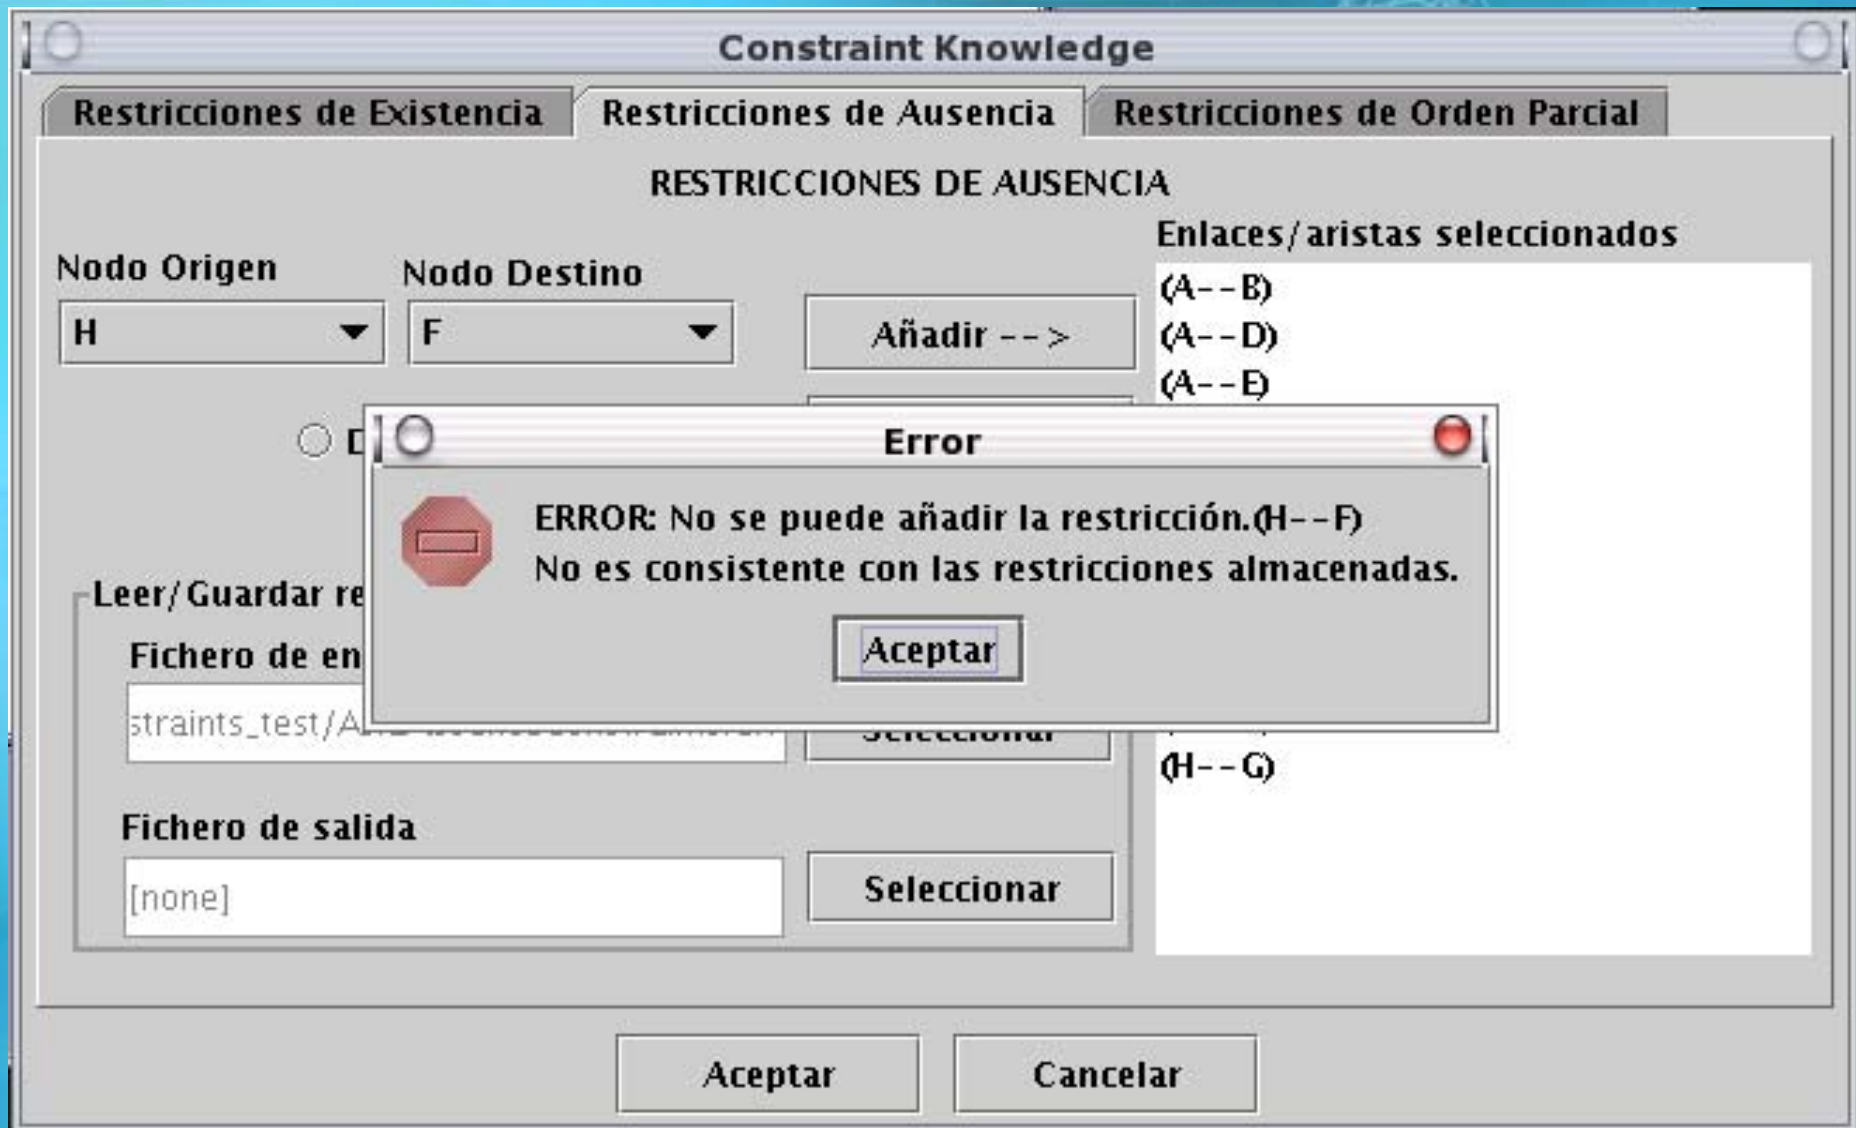 Constraint Knowledge
Restricciones de Existencia
Restricciones de Ausencia
Restricciones de Orden Parcial
RESTRICCIONES DE AUSENCIA
Nodo Origen
Nodo Destino
H
F
Añadir -->
Enlaces/aristas seleccionados
(A--B)
(A--D)
(A--E)
(H--G)
Error
ERROR: No se puede añadir la restricción.(H--F)
No es consistente con las restricciones almacenadas.
Aceptar
Leer/Guardar re
Fichero de en
straints_test/A
Seleccionar
Fichero de salida
[none]
Seleccionar
Aceptar
Cancelar